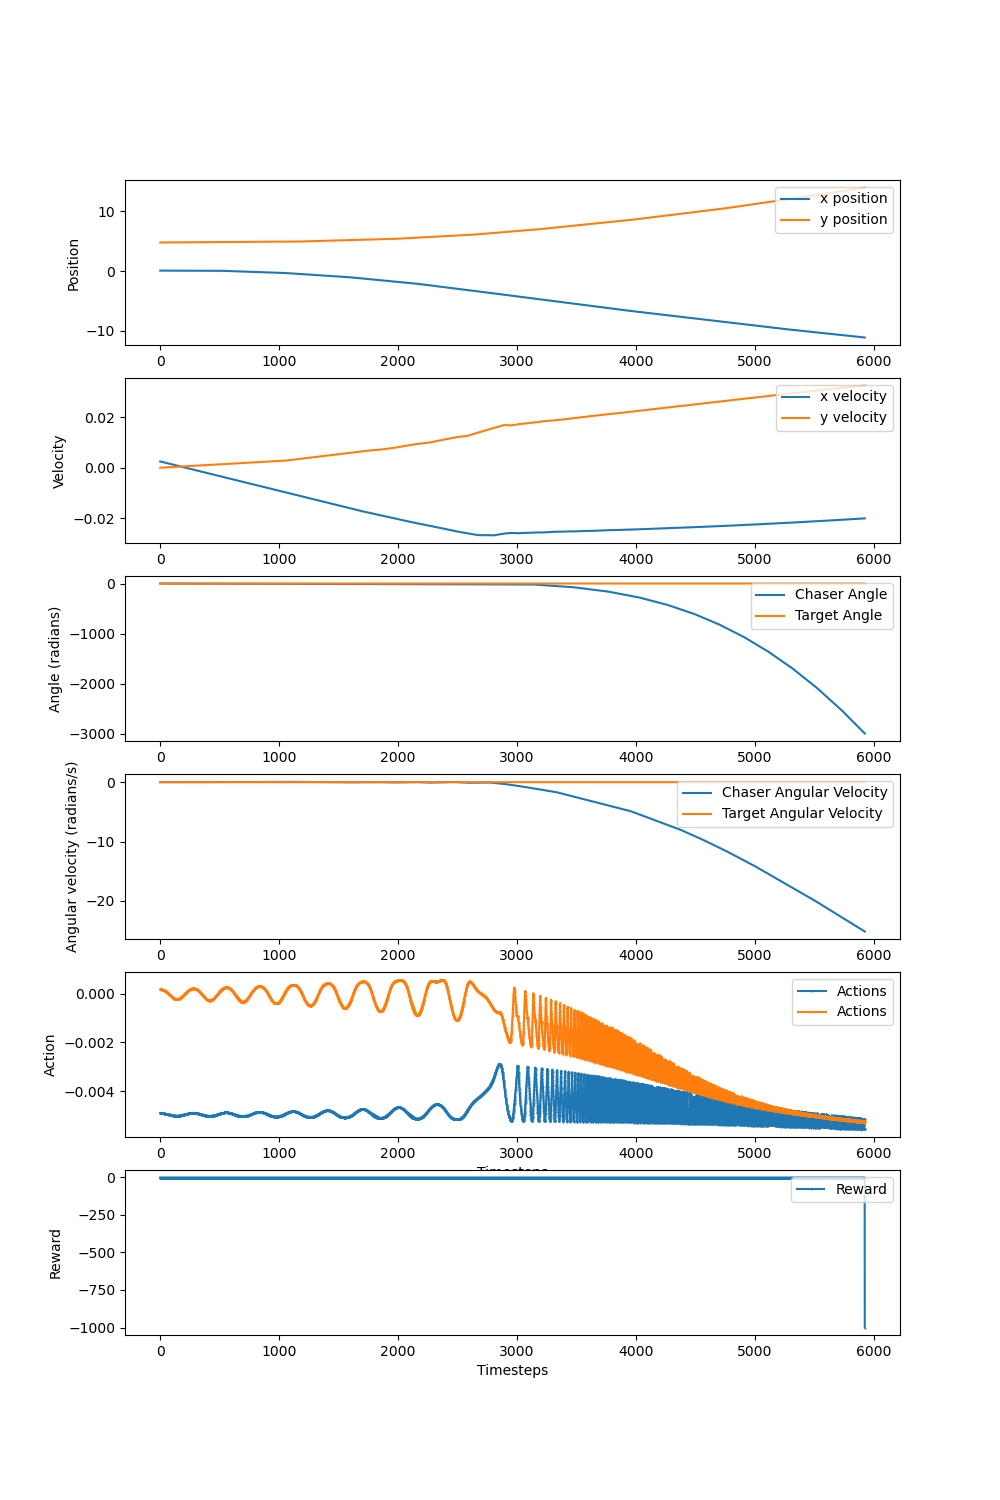 Position
10
0
−10
x position
y position
0 1000 2000 3000 4000 5000 6000
Velocity
0.02
0.00
−0.02
x velocity
y velocity
0 1000 2000 3000 4000 5000 6000
Angle (radians)
0
−1000
−2000
−3000
Chaser Angle
Target Angle
0 1000 2000 3000 4000 5000 6000
Angular velocity (radians/s)
0
−10
−20
Chaser Angular Velocity
Target Angular Velocity
0 1000 2000 3000 4000 5000 6000
Action
0.000
−0.002
−0.004
Actions
Actions
0 1000 2000 3000 4000 5000 6000
Timesteps
Reward
0
−250
−500
−750
−1000
Reward
0 1000 2000 3000 4000 5000 6000
Timesteps